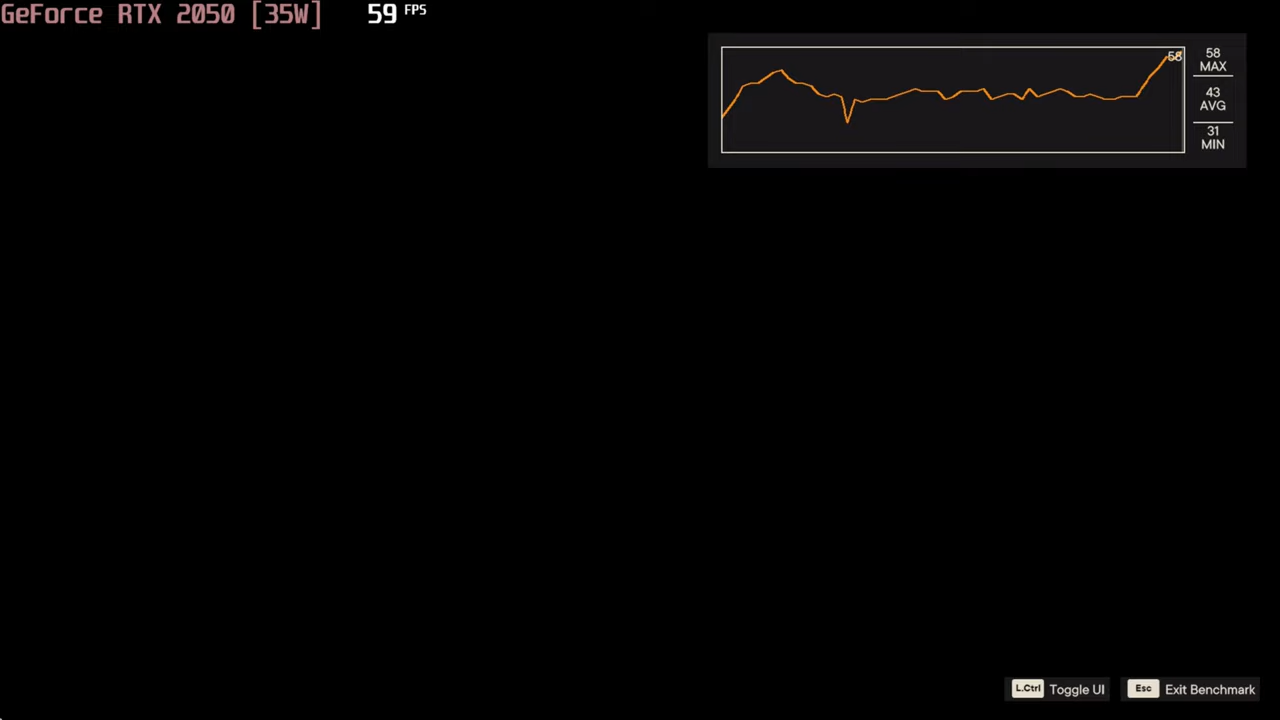 GeForce RTX 2050 [35W] 59 FPS
58
58
MAX
43
AVG
31
MIN
L.Ctrl Toggle UI Esc Exit Benchmark